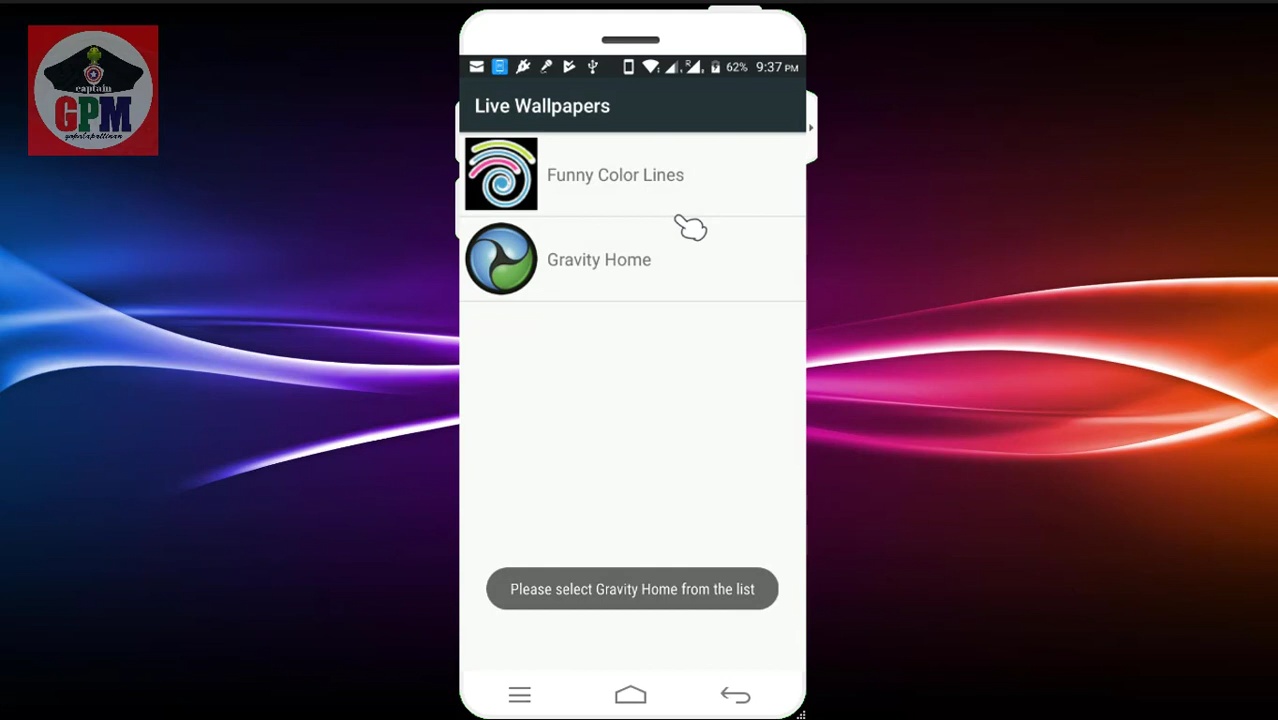 captain
GPM
62% 9:37 PM
Live Wallpapers
Funny Color Lines
Gravity Home
Please select Gravity Home from the list